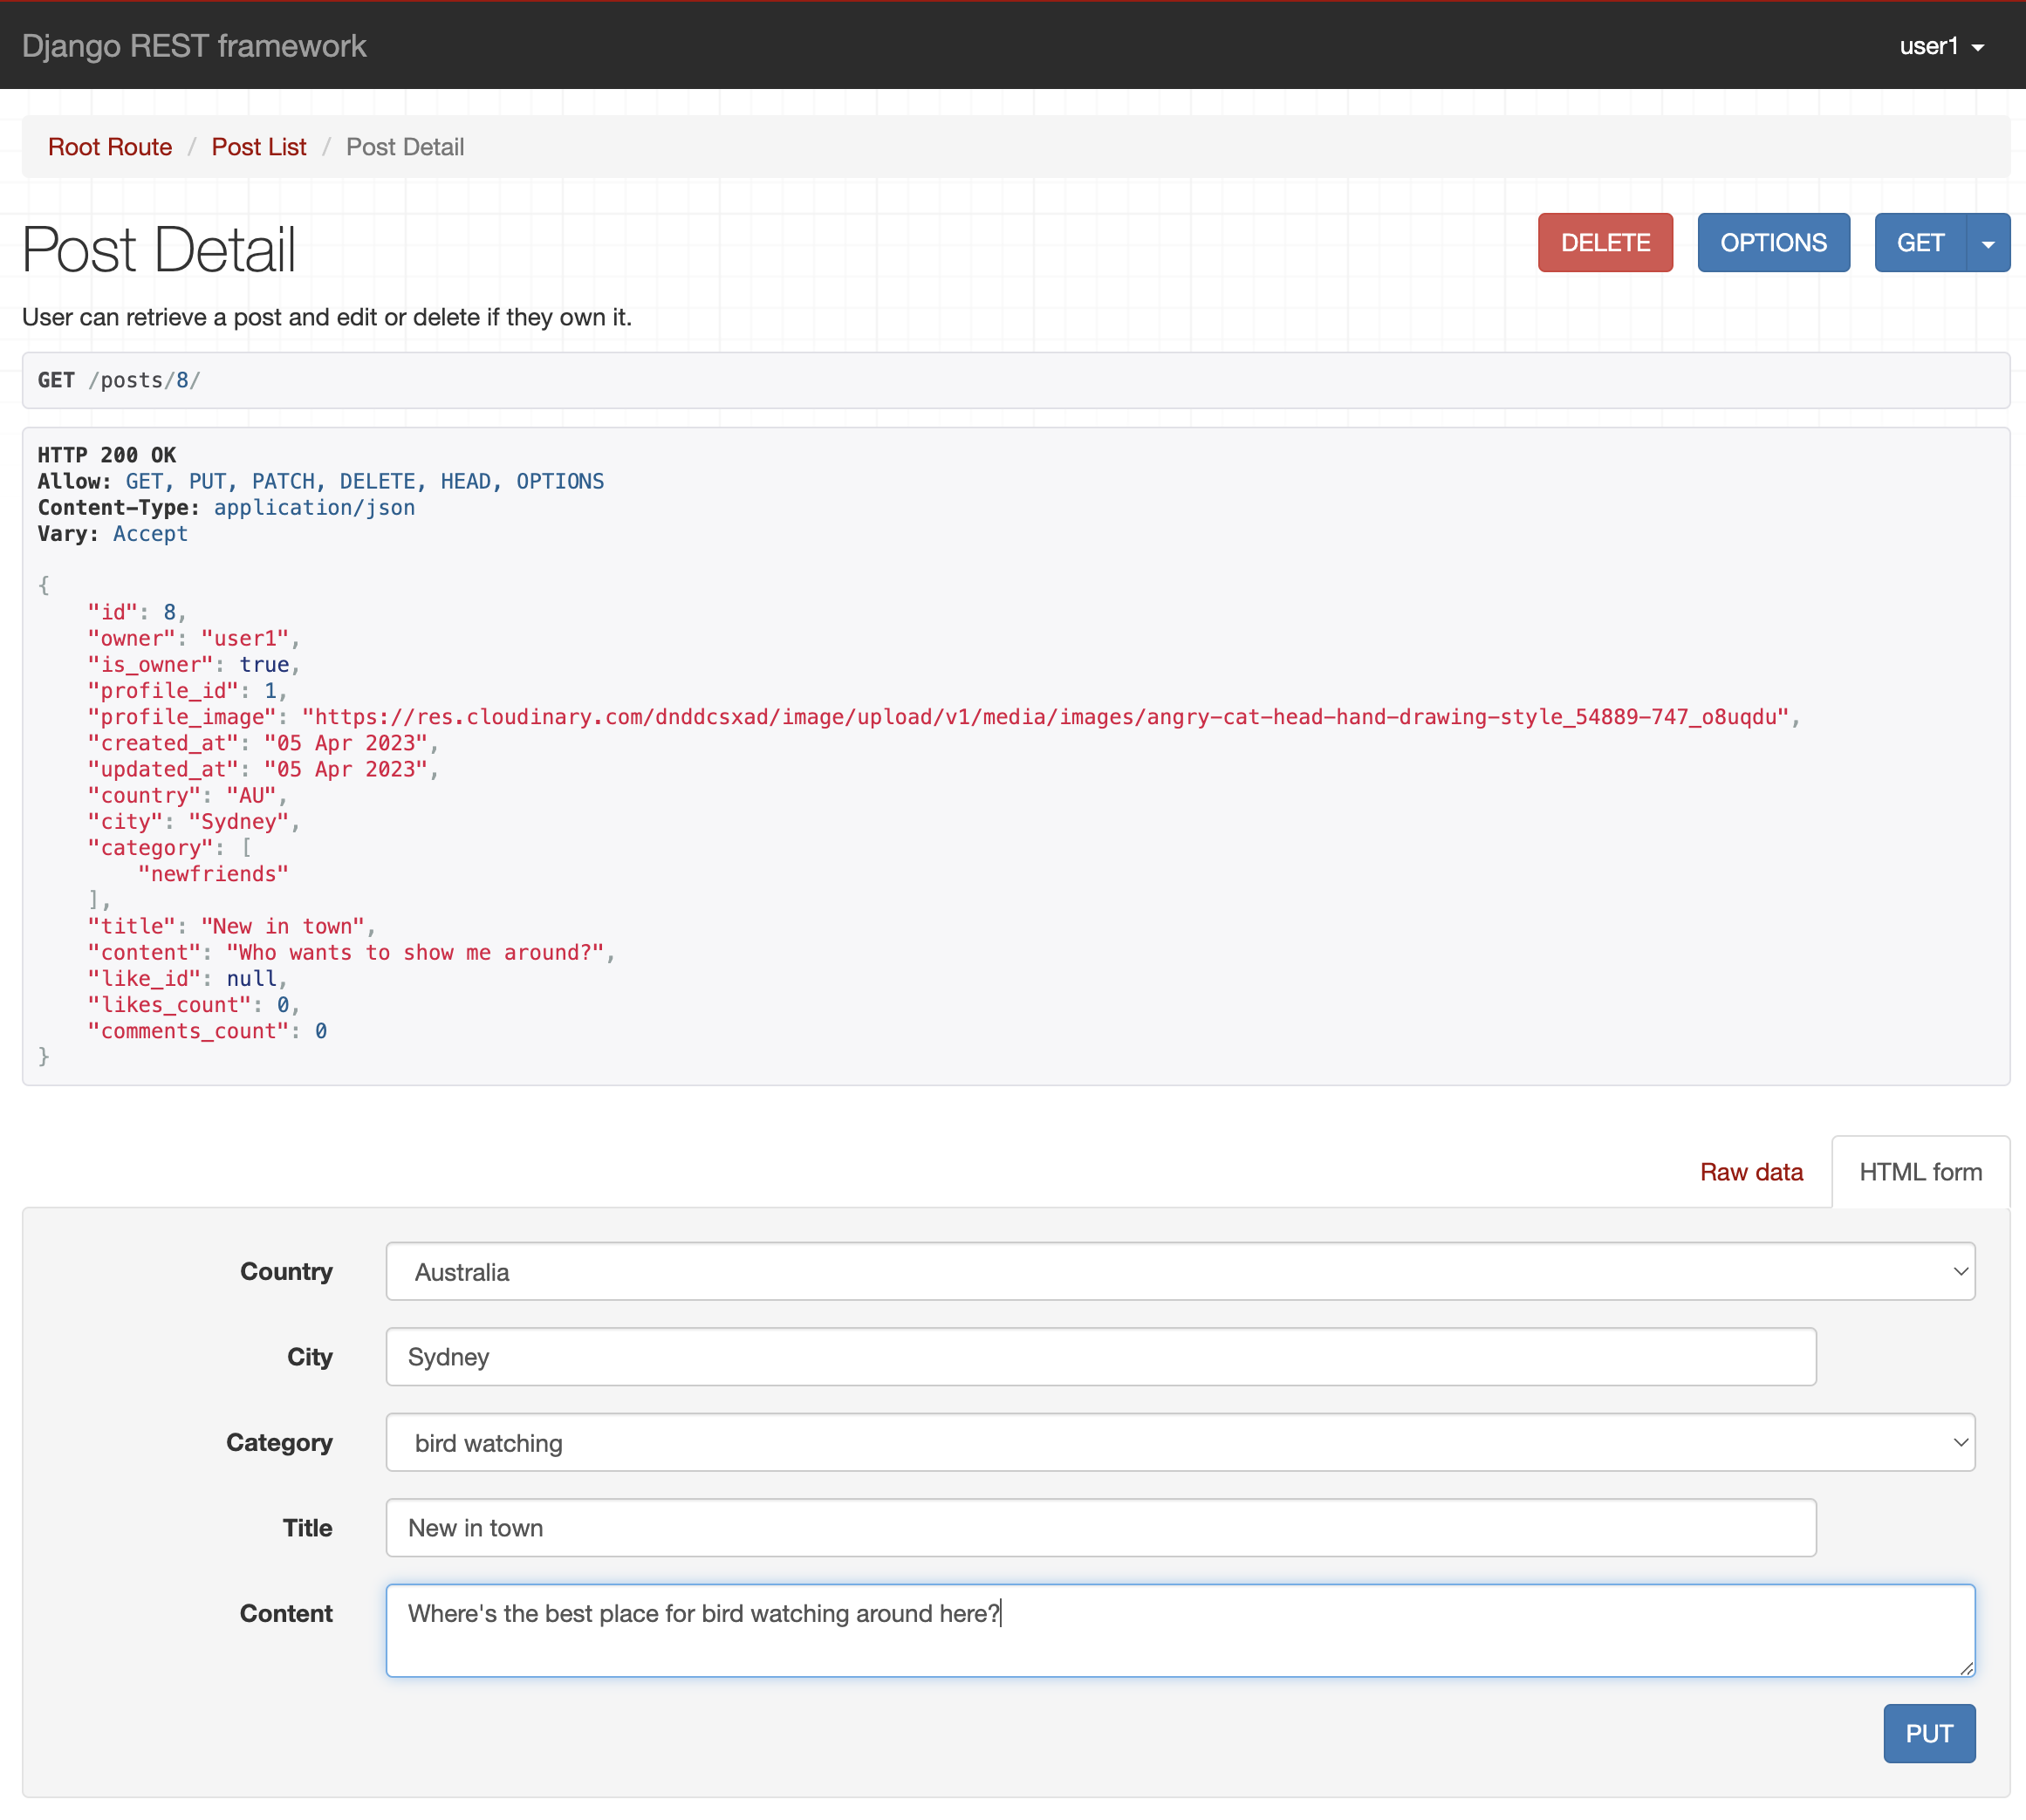 Django REST framework
user1
Root Route / Post List / Post Detail
Post Detail
DELETE
OPTIONS
GET
User can retrieve a post and edit or delete if they own it.
GET /posts/8/
HTTP 200 OK
Allow: GET, PUT, PATCH, DELETE, HEAD, OPTIONS
Content-Type: application/json
Vary: Accept
{
    "id": 8,
    "owner": "user1",
    "is_owner": true,
    "profile_id": 1,
    "profile_image": "https://res.cloudinary.com/dnddcsxad/image/upload/v1/media/images/angry-cat-head-hand-drawing-style_54889-747_o8uqdu",
    "created_at": "05 Apr 2023",
    "updated_at": "05 Apr 2023",
    "country": "AU",
    "city": "Sydney",
    "category": [
        "newfriends"
    ],
    "title": "New in town",
    "content": "Who wants to show me around?",
    "like_id": null,
    "likes_count": 0,
    "comments_count": 0
}
Raw data
HTML form
Country
Australia
City
Sydney
Category
bird watching
Title
New in town
Content
Where's the best place for bird watching around here?
PUT